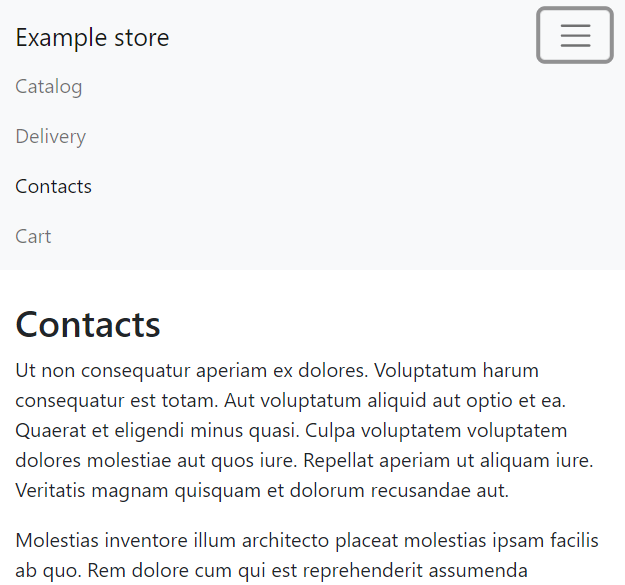 Example store
Catalog
Delivery
Contacts
Cart
Contacts
Ut non consequatur aperiam ex dolores. Voluptatum harum
consequatur est totam. Aut voluptatum aliquid aut optio et ea.
Quaerat et eligendi minus quasi. Culpa voluptatem voluptatem
dolores molestiae aut quos iure. Repellat aperiam ut aliquam iure.
Veritatis magnam quisquam et dolorum recusandae aut.
Molestias inventore illum architecto placeat molestias ipsam facilis
ab quo. Rem dolore cum qui est reprehenderit assumenda